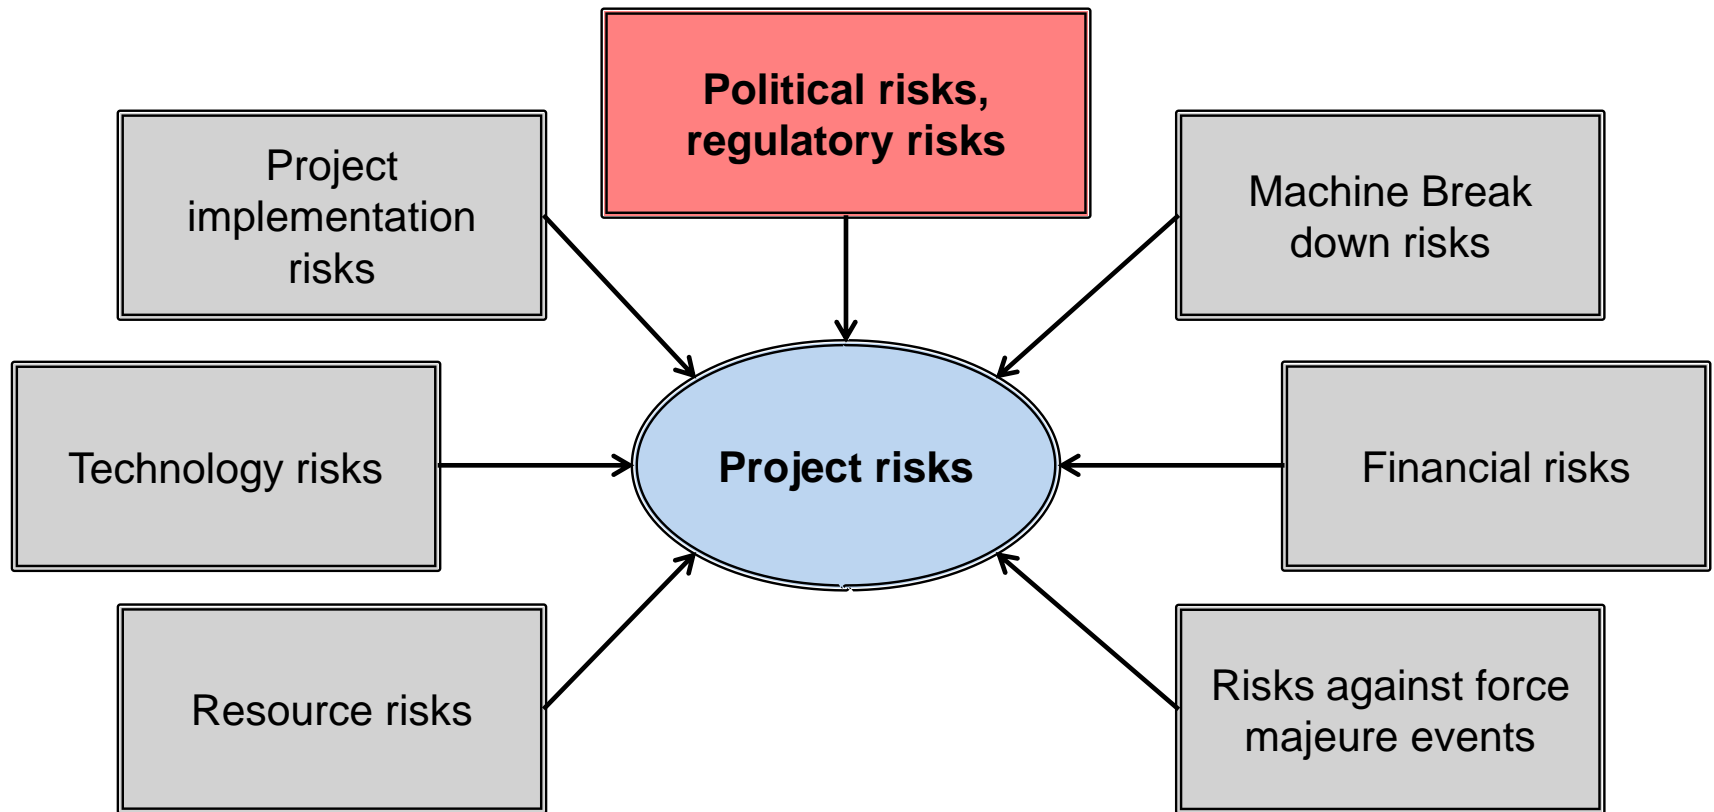 Political risks,
regulatory risks
Project
implementation
risks
Machine Break
down risks
Technology risks
Project risks
Financial risks
Resource risks
Risks against force
majeure events